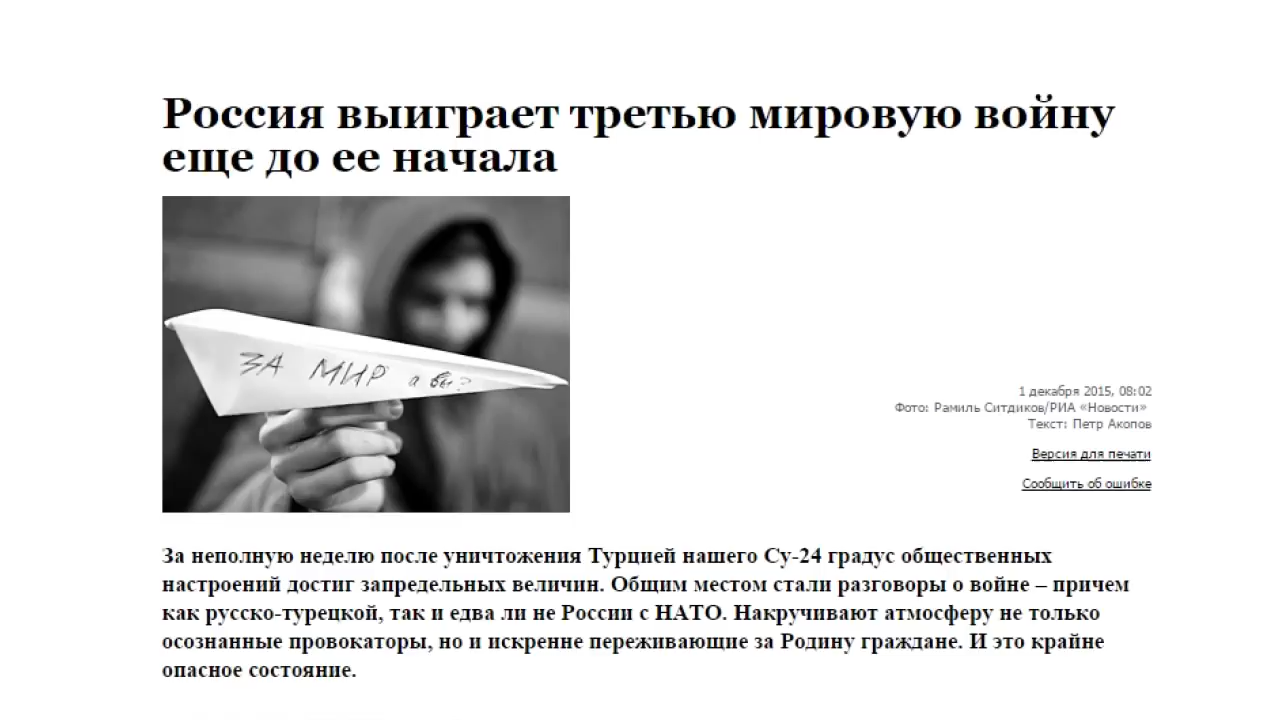 Россия выиграет третью мировую войну
еще до ее начала
ЗА МИР а вы?
1 декабря 2015, 08:02
Фото: Рамиль Ситдиков/РИА «Новости»
Текст: Петр Акопов
Версия для печати
Сообщить об ошибке
За неполную неделю после уничтожения Турцией нашего Су-24 градус общественных
настроений достиг запредельных величин. Общим местом стали разговоры о войне – причем
как русско-турецкой, так и едва ли не России с НАТО. Накручивают атмосферу не только
осознанные провокаторы, но и искренне переживающие за Родину граждане. И это крайне
опасное состояние.